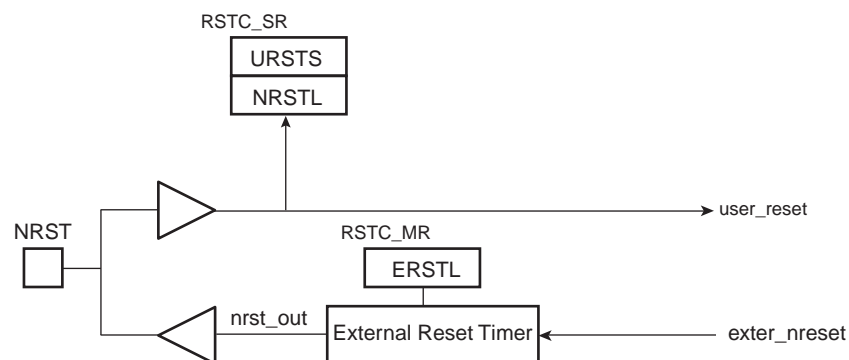 RSTC_SR
URSTS
NRSTL
user_reset
NRST
RSTC_MR
ERSTL
nrst_out
External Reset Timer
exter_nreset